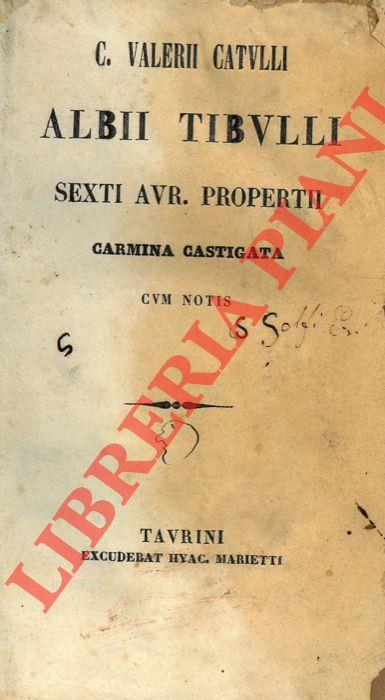 C. VALERII CATVLLI
ALBII TIBVLLI
SEXTI AVR. PROPERTII
CARMINA CASTIGATA
CVM NOTIS
TAVRINI
EXCUDEBAT HYAC. MARIETTI
LIBRERIA PIANI